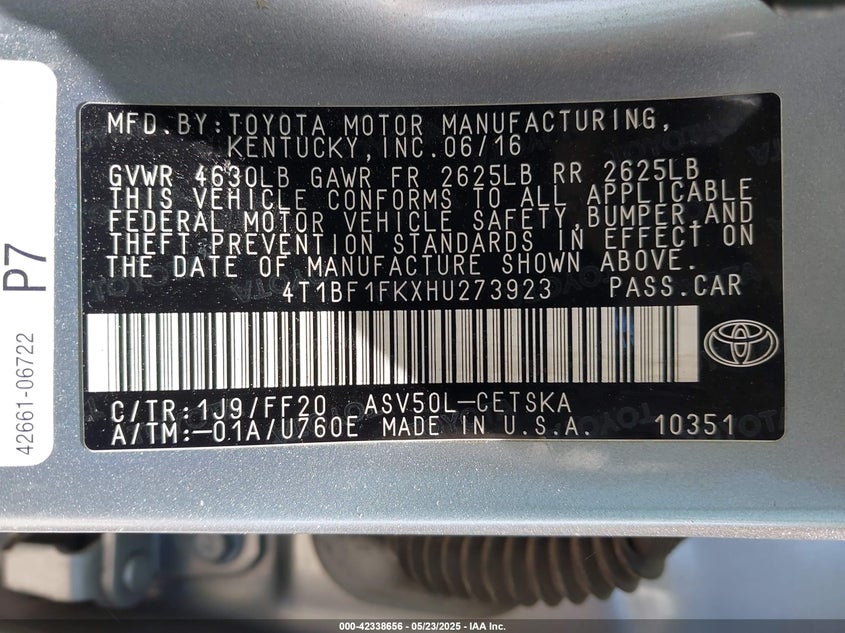 MFD.BY:TOYOTA MOTOR MANUFACTURING,
KENTUCKY,INC.06/16
GVWR 4630LB GAWR FR 2625LB RR 2625LB
THIS VEHICLE CONFORMS TO ALL APPLICABLE
FEDERAL MOTOR VEHICLE SAFETY,BUMPER,AND
THEFT PREVENTION STANDARDS IN EFFECT ON
THE DATE OF MANUFACTURE SHOWN ABOVE.
4T1BF1FKXHU273923 PASS.CAR
C/TR:1J9/FF20 ASV50L-CETSKA
A/TM:-01A/U760E MADE IN U.S.A. 10351
P7
42661-06722
000-42338656 - 05/23/2025 - IAA Inc.